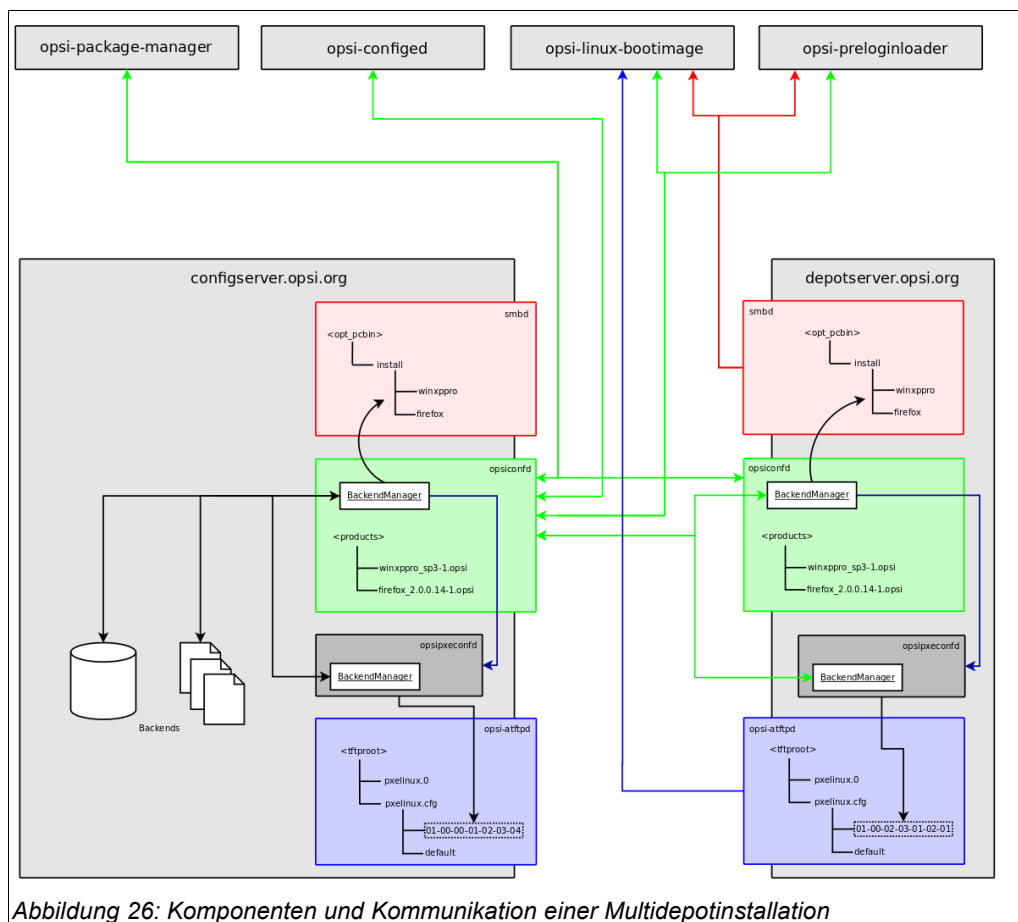 opsi-package-manager
opsi-configed
opsi-linux-bootimage
opsi-preloginloader
configserver.opsi.org
smbd
<opt_pcbin>
install
winxppro
firefox
opsiconfd
BackendManager
<products>
winxppro_sp3-1.opsi
firefox_2.0.0.14-1.opsi
opsipxeconfd
BackendManager
Backends
opsi-atftpd
<tftproot>
pxelinux.0
pxelinux.cfg
01-00-00-01-02-03-04
default
depotserver.opsi.org
smbd
<opt_pcbin>
install
winxppro
firefox
opsiconfd
BackendManager
<products>
winxppro_sp3-1.opsi
firefox_2.0.0.14-1.opsi
opsipxeconfd
BackendManager
opsi-atftpd
<tftproot>
pxelinux.0
pxelinux.cfg
01-00-02-03-01-02-01
default
Abbildung 26: Komponenten und Kommunikation einer Multidepotinstallation